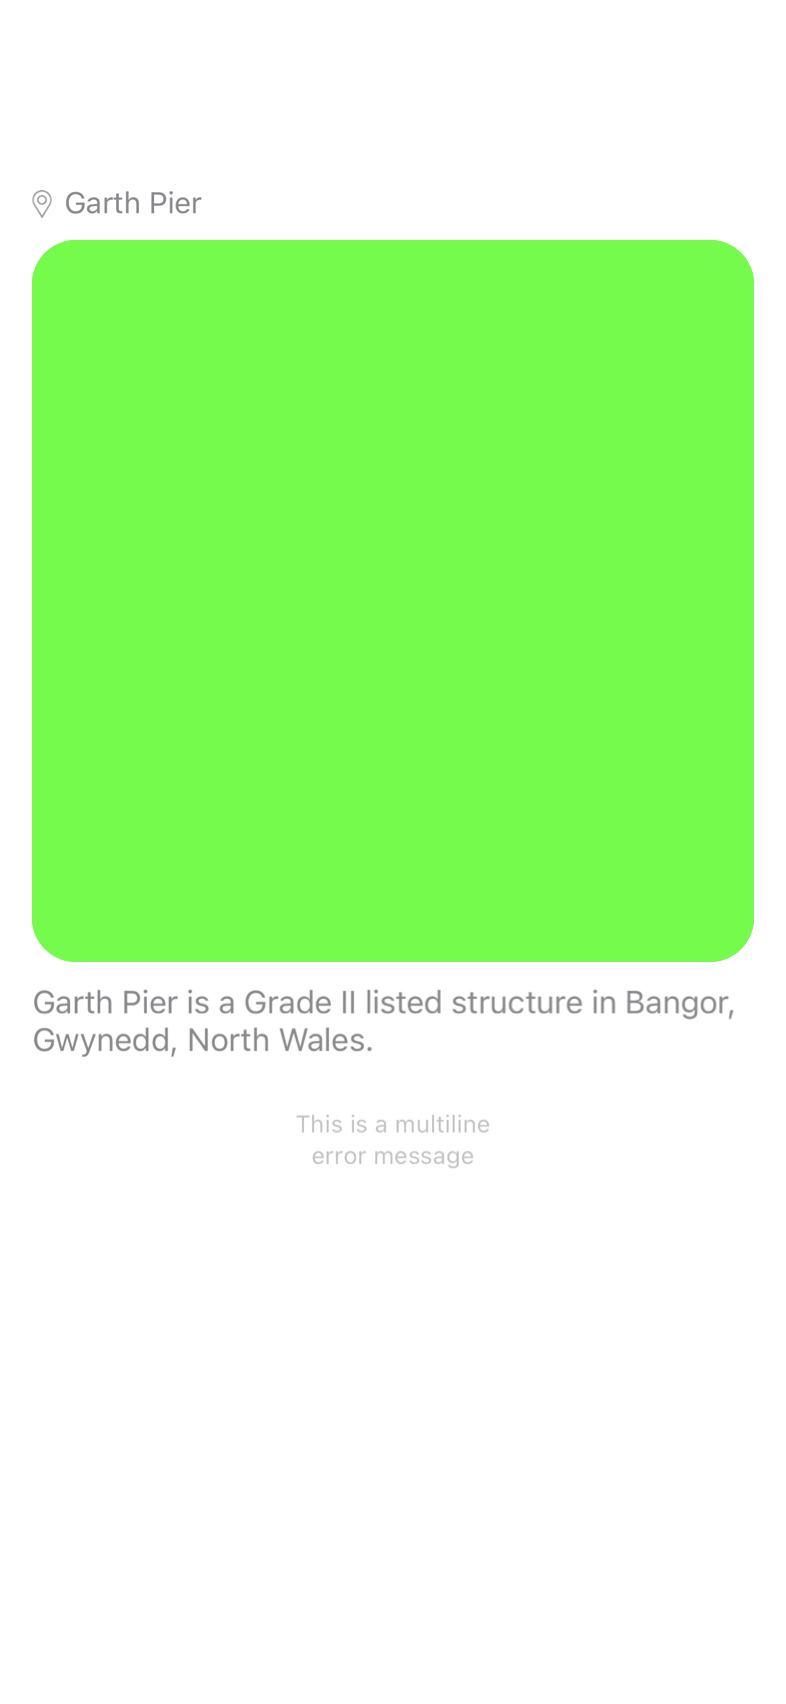 Garth Pier
Garth Pier is a Grade II listed structure in Bangor,
Gwynedd, North Wales.
This is a multiline
error message